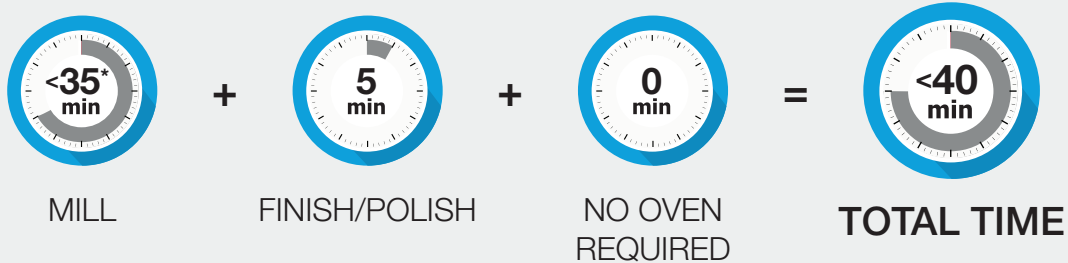 <35*
min
+
5
min
+
0
min
=
<40
min
MILL
FINISH/POLISH
NO OVEN
REQUIRED
TOTAL TIME